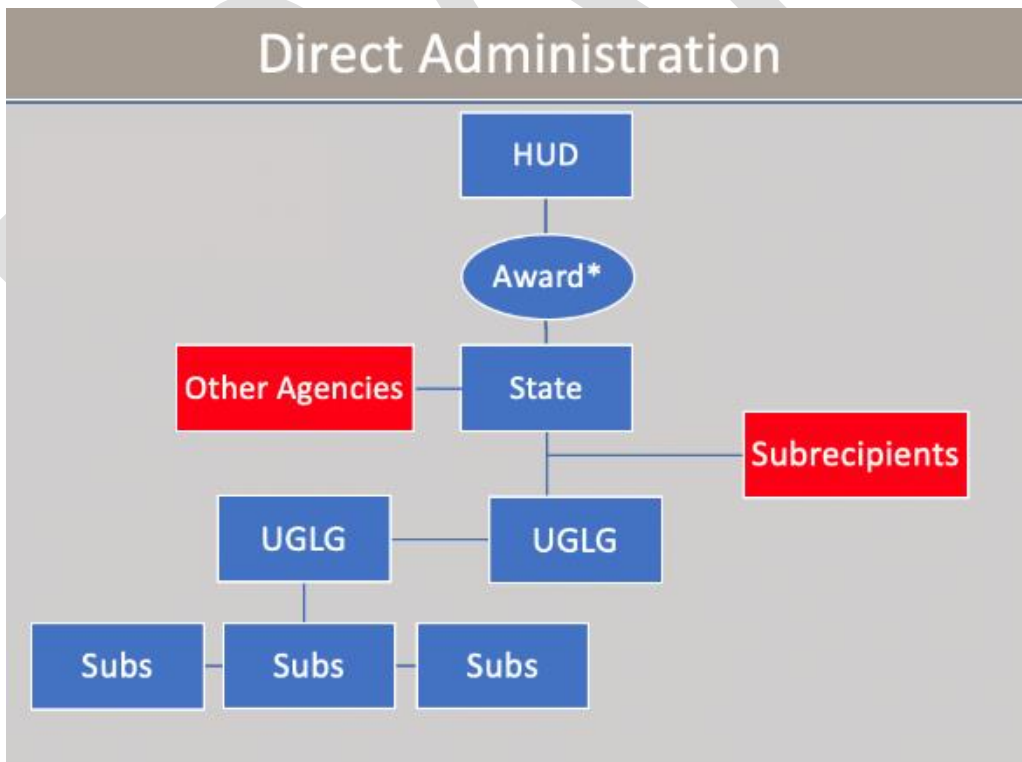 Direct Administration
HUD
Award*
Other Agencies
State
Subrecipients
UGLG
UGLG
Subs
Subs
Subs